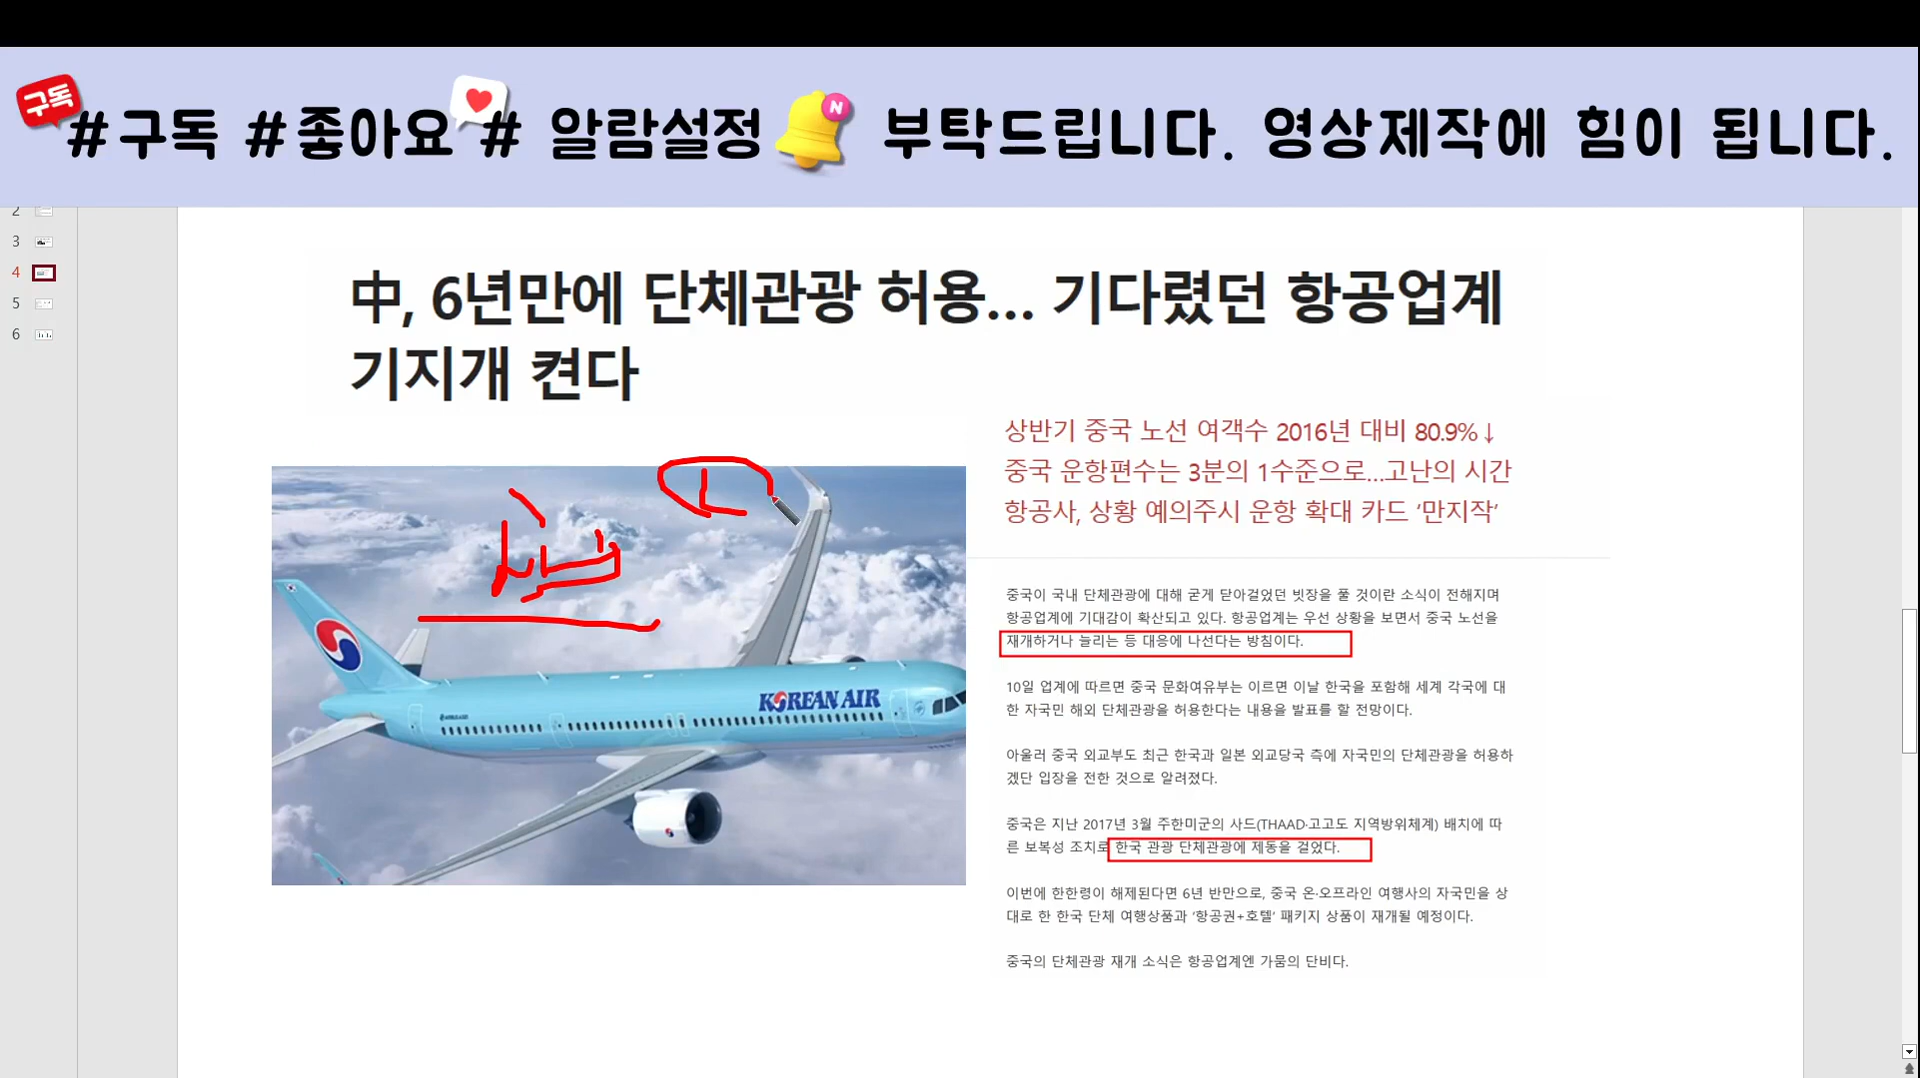 구독
#구독 #좋아요 # 알람설정 N 부탁드립니다. 영상제작에 힘이 됩니다.
2
3
4
5
6
中, 6년만에 단체관광 허용... 기다렸던 항공업계
기지개 켠다
상반기 중국 노선 여객수 2016년 대비 80.9%↓
중국 운항편수는 3분의 1수준으로...고난의 시간
항공사, 상황 예의주시 운항 확대 카드 ‘만지작’
KOREAN AIR
중국이 국내 단체관광에 대해 굳게 닫아걸었던 빗장을 풀 것이란 소식이 전해지며
항공업계에 기대감이 확산되고 있다. 항공업계는 우선 상황을 보면서 중국 노선을
재개하거나 늘리는 등 대응에 나선다는 방침이다.
10일 업계에 따르면 중국 문화여유부는 이르면 이날 한국을 포함해 세계 각국에 대
한 자국민 해외 단체관광을 허용한다는 내용을 발표를 할 전망이다.
아울러 중국 외교부도 최근 한국과 일본 외교당국 측에 자국민의 단체관광을 허용하
겠단 입장을 전한 것으로 알려졌다.
중국은 지난 2017년 3월 주한미군의 사드(THAAD·고고도 지역방위체계) 배치에 따
른 보복성 조치로 한국 관광 단체관광에 제동을 걸었다.
이번에 한한령이 해제된다면 6년 반만으로, 중국 온·오프라인 여행사의 자국민을 상
대로 한 한국 단체 여행상품과 ‘항공권+호텔’ 패키지 상품이 재개될 예정이다.
중국의 단체관광 재개 소식은 항공업계엔 가뭄의 단비다.